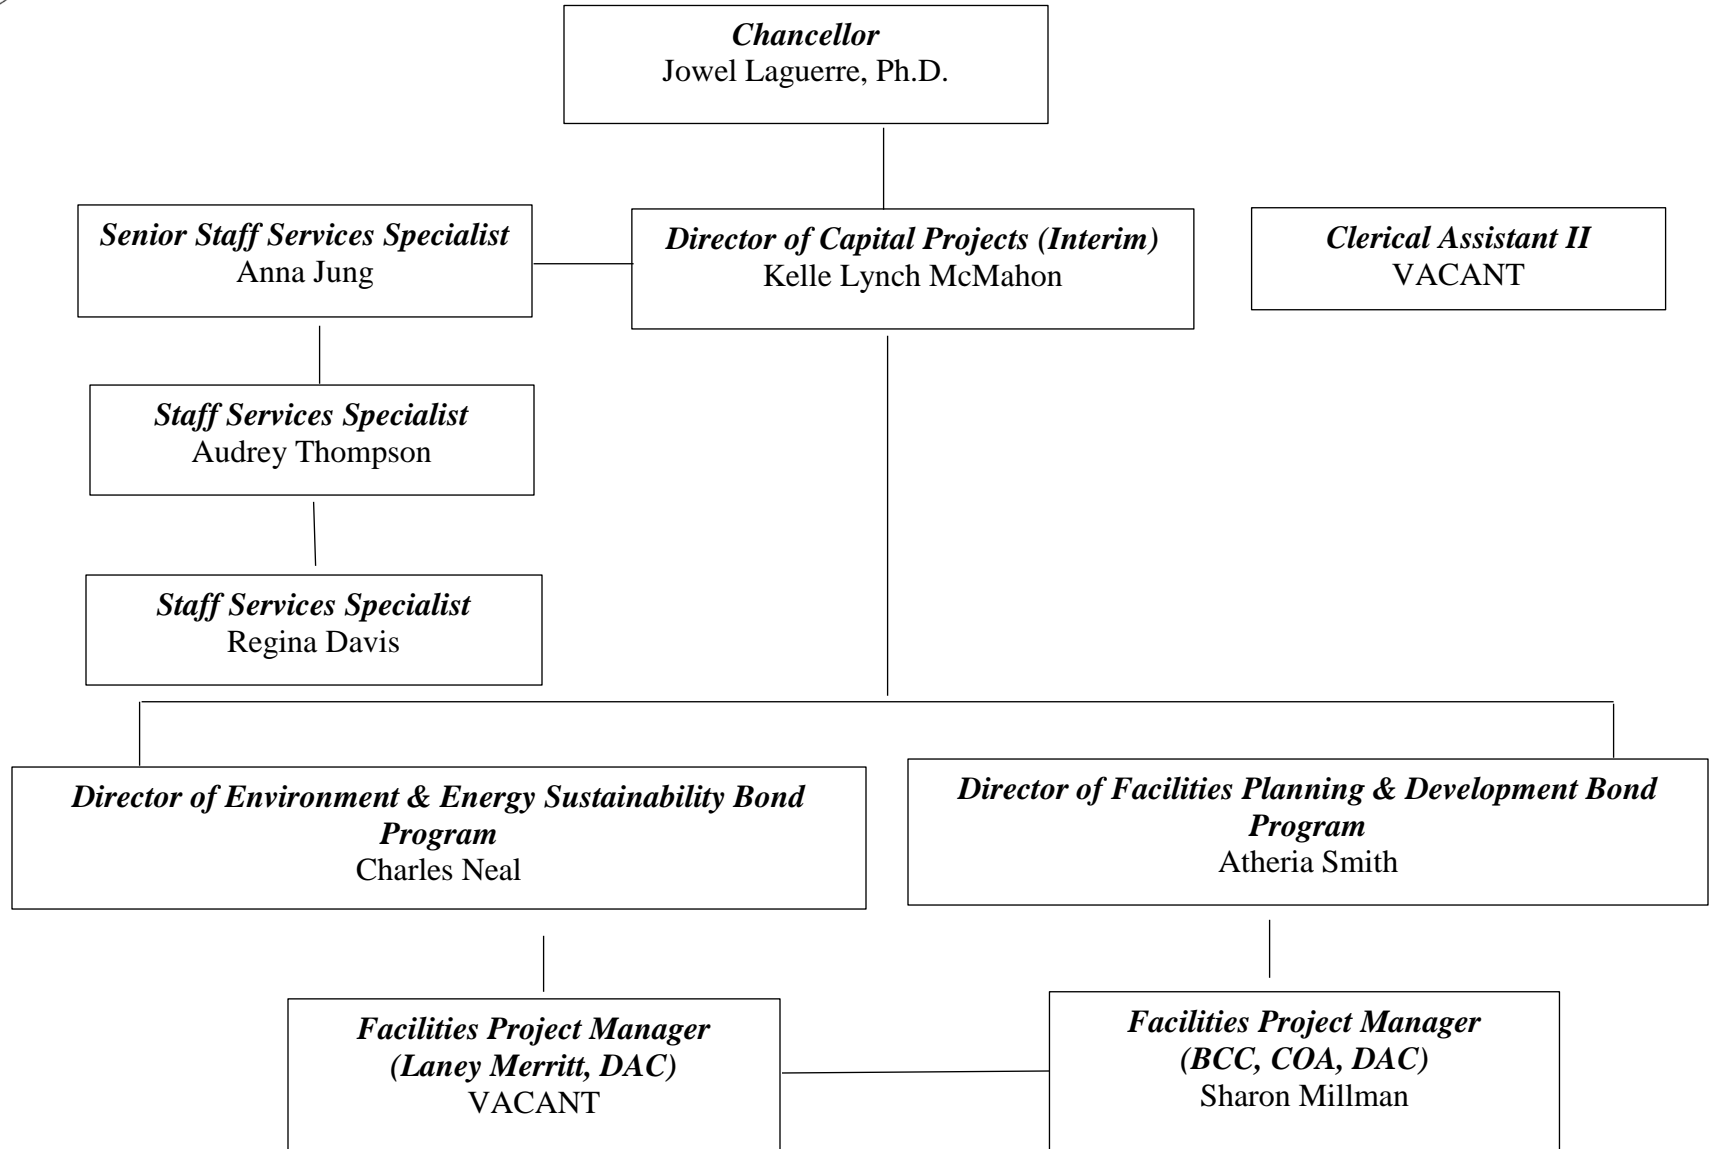 Chancellor
Jowel Laguerre, Ph.D.
Senior Staff Services Specialist
Anna Jung
Director of Capital Projects (Interim)
Kelle Lynch McMahon
Clerical Assistant II
VACANT
Staff Services Specialist
Audrey Thompson
Staff Services Specialist
Regina Davis
Director of Environment & Energy Sustainability Bond
Program
Charles Neal
Director of Facilities Planning & Development Bond
Program
Atheria Smith
Facilities Project Manager
(Laney Merritt, DAC)
VACANT
Facilities Project Manager
(BCC, COA, DAC)
Sharon Millman